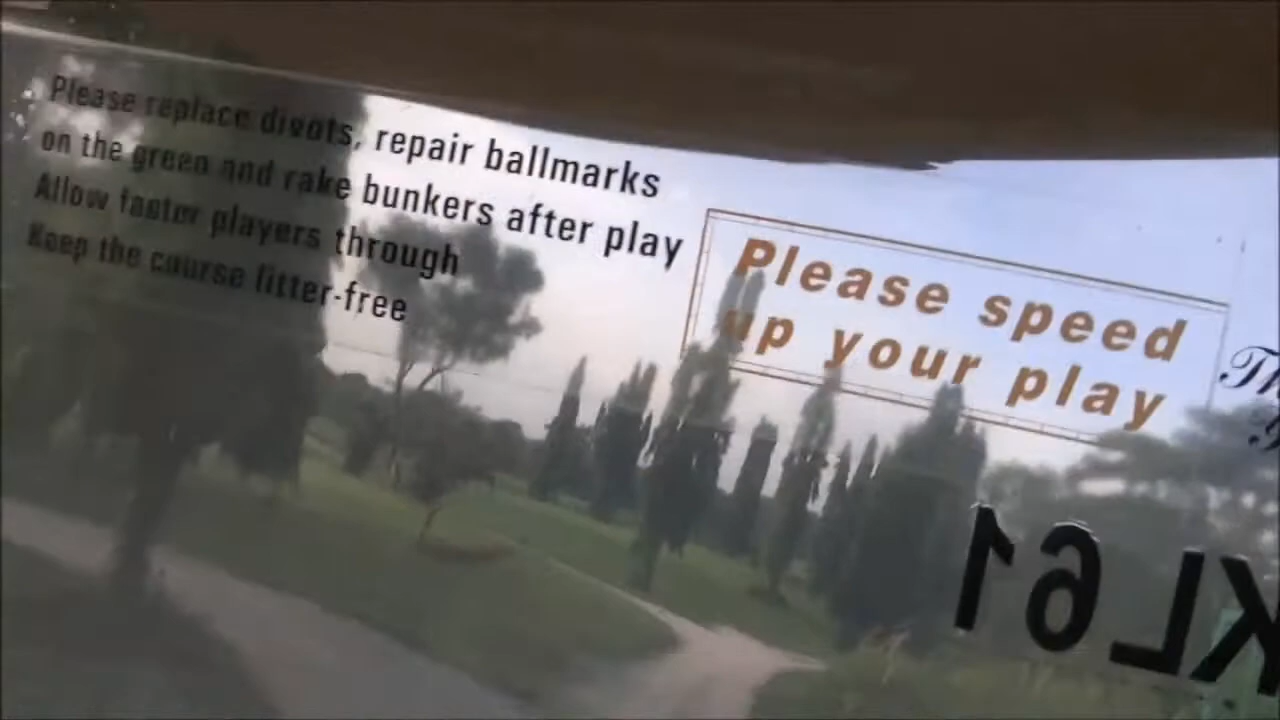 Please replace divots, repair ballmarks
on the green and rake bunkers after play
Allow faster players through
Keep the course litter-free
Please speed
up your play
KL61